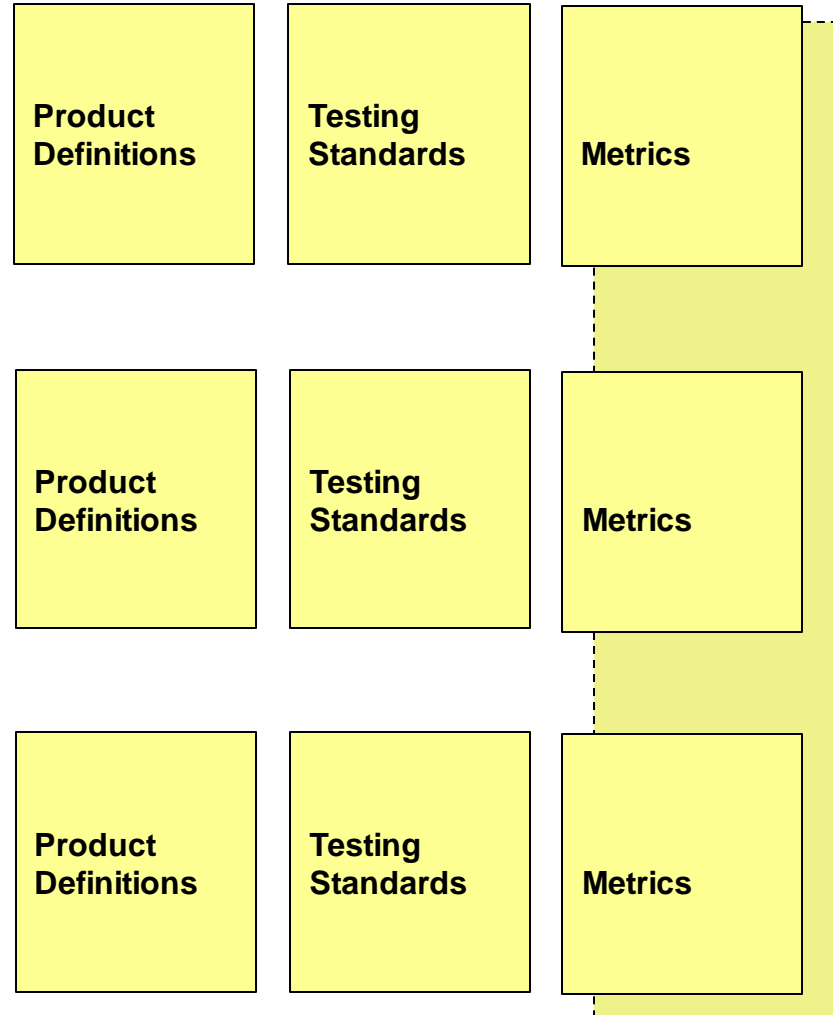 Product
Definitions
Testing
Standards
Metrics
Product
Definitions
Testing
Standards
Metrics
Product
Definitions
Testing
Standards
Metrics